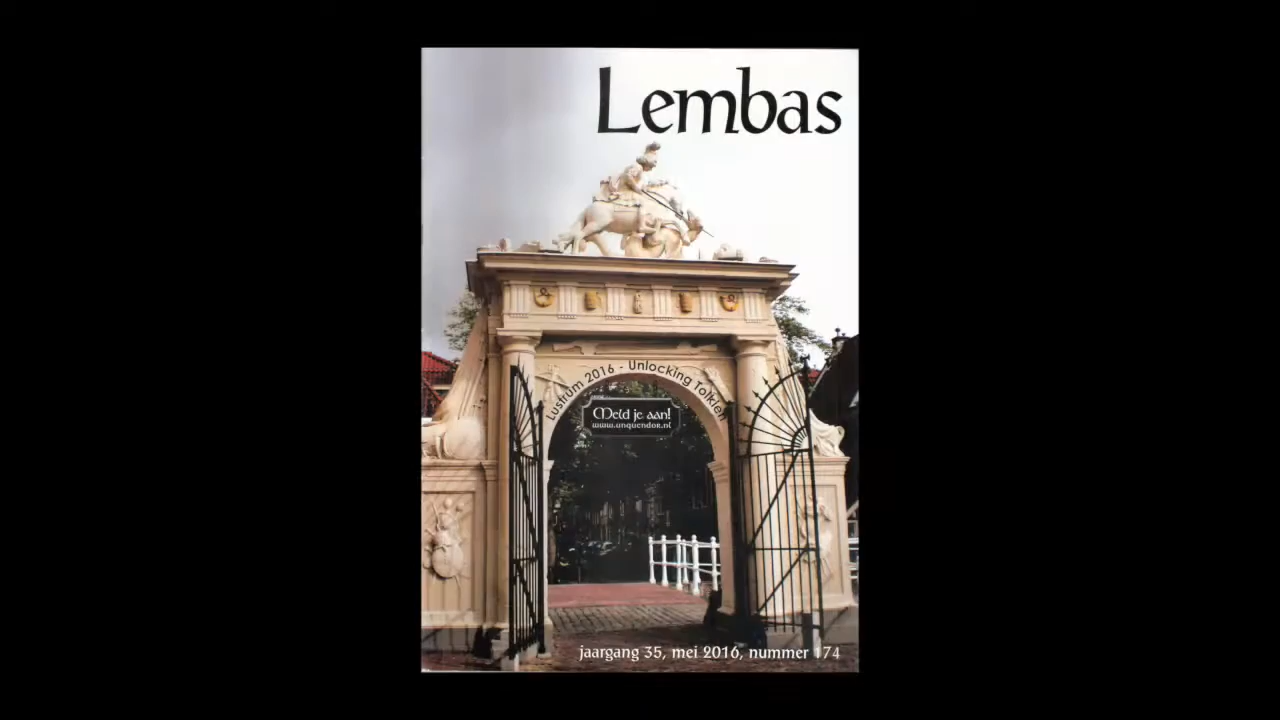 Lembas
Lustrum 2016 - Unlocking Tolkien
Meld je aan!
www.unquendor.nl
jaargang 35, mei 2016, nummer 174